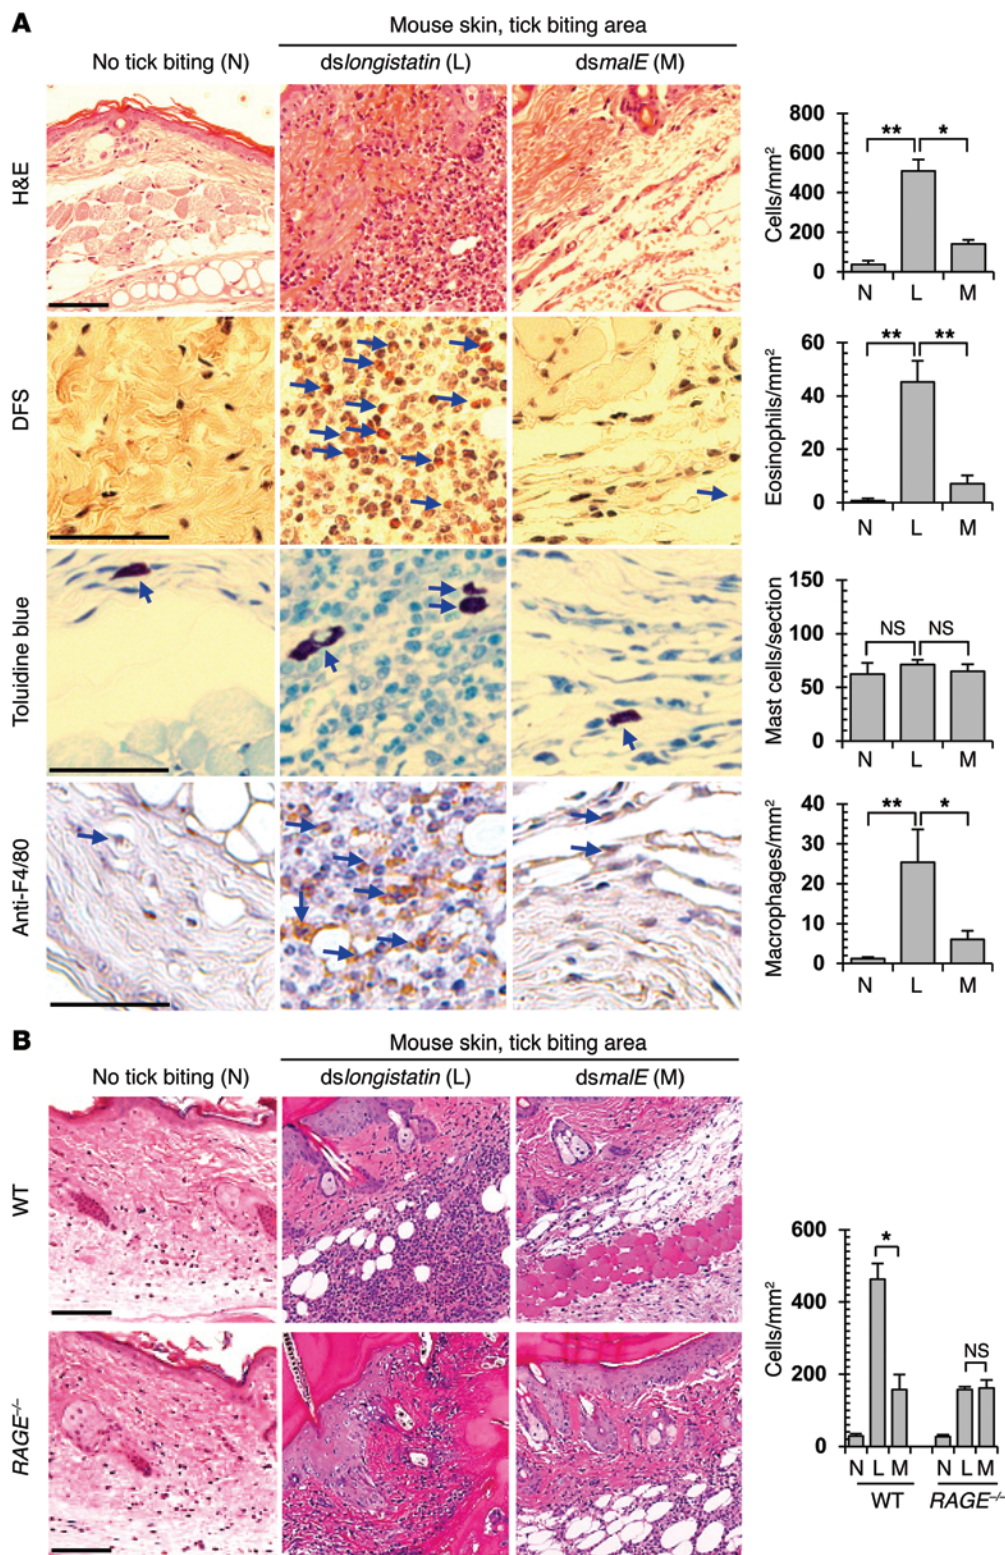 A
Mouse skin, tick biting area
No tick biting (N)
dslongistatin (L)
dsmalE (M)
H&E
800
600
400
200
0
Cells/mm²
**
*
N
L
M
DFS
60
40
20
0
Eosinophils/mm²
**
**
N
L
M
Toluidine blue
150
100
50
0
Mast cells/section
NS
NS
N
L
M
Anti-F4/80
40
30
20
10
0
Macrophages/mm²
**
*
N
L
M
B
Mouse skin, tick biting area
No tick biting (N)
dslongistatin (L)
dsmalE (M)
WT
RAGE–/–
600
400
200
0
Cells/mm²
*
NS
N L M
N L M
WT
RAGE–/–